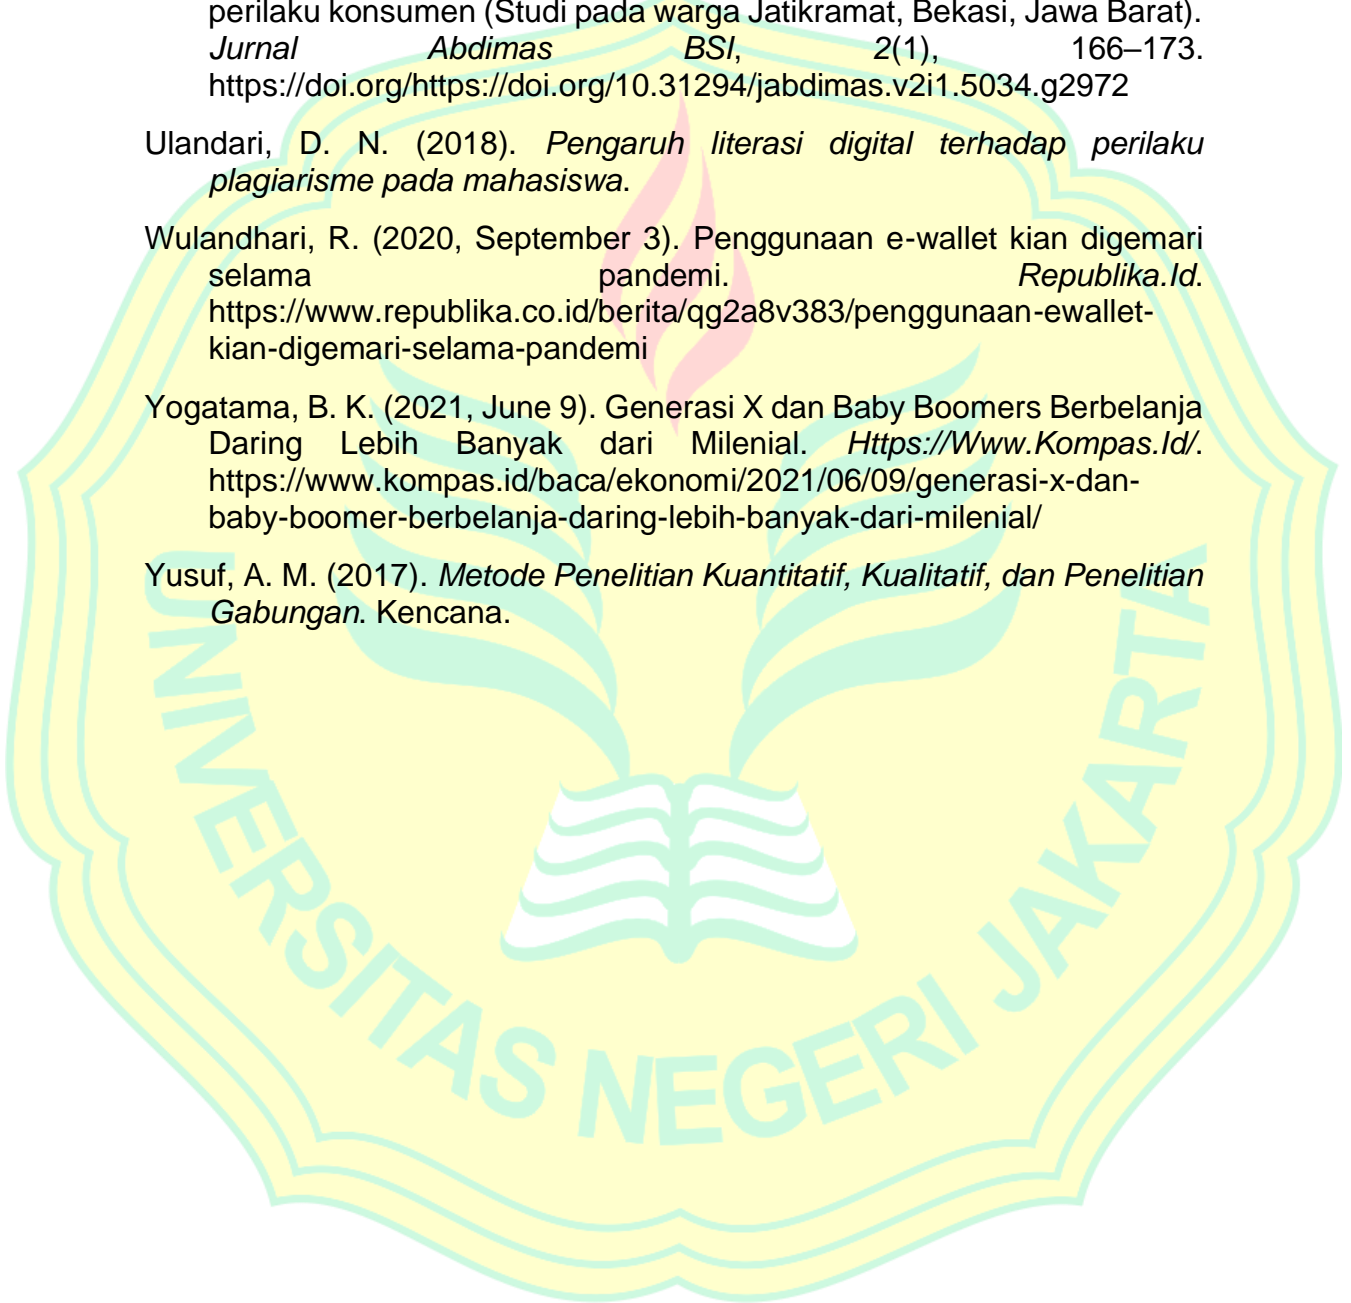 perilaku konsumen (Studi pada warga Jatikramat, Bekasi, Jawa Barat).
Jurnal Abdimas BSI, 2(1), 166–173.
https://doi.org/https://doi.org/10.31294/jabdimas.v2i1.5034.g2972
Ulandari, D. N. (2018). Pengaruh literasi digital terhadap perilaku
plagiarisme pada mahasiswa.
Wulandhari, R. (2020, September 3). Penggunaan e-wallet kian digemari
selama pandemi. Republika.Id.
https://www.republika.co.id/berita/qg2a8v383/penggunaan-ewallet-
kian-digemari-selama-pandemi
Yogatama, B. K. (2021, June 9). Generasi X dan Baby Boomers Berbelanja
Daring Lebih Banyak dari Milenial. Https://Www.Kompas.Id/.
https://www.kompas.id/baca/ekonomi/2021/06/09/generasi-x-dan-
baby-boomer-berbelanja-daring-lebih-banyak-dari-milenial/
Yusuf, A. M. (2017). Metode Penelitian Kuantitatif, Kualitatif, dan Penelitian
Gabungan. Kencana.
UNIVERSITAS NEGERI JAKARTA